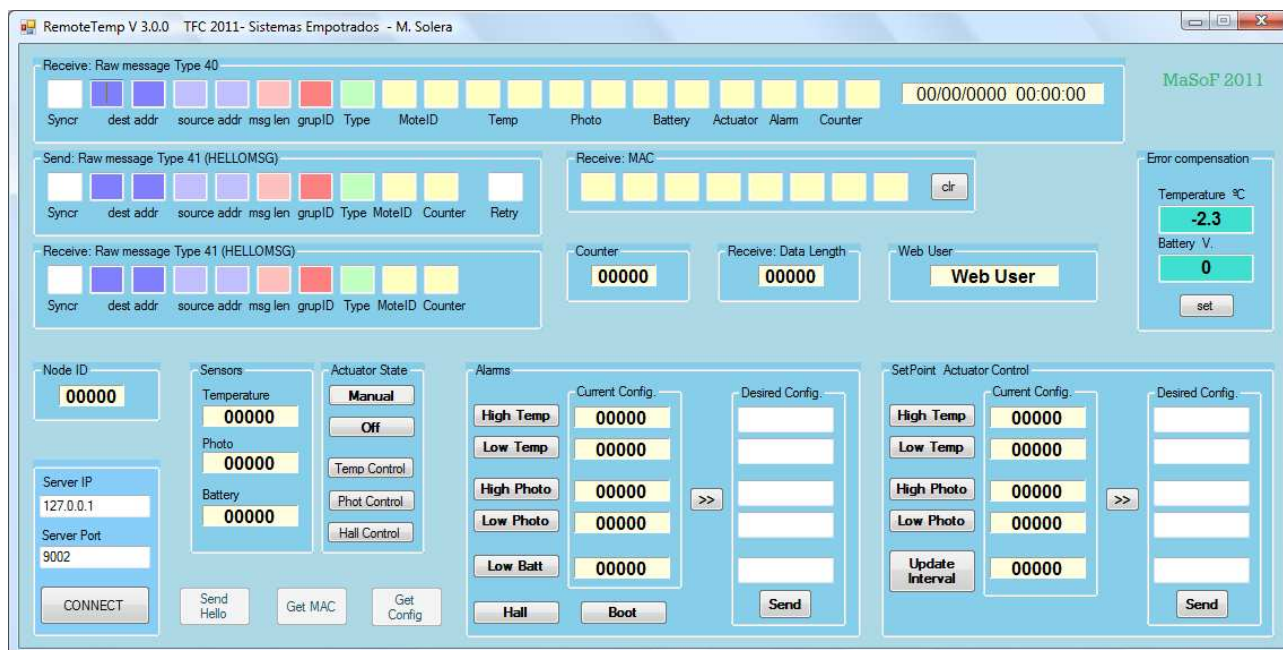 RemoteTemp V 3.0.0 TFC 2011- Sistemas Empotrados - M. Solera
MaSoF 2011
Receive: Raw message Type 40
00/00/0000 00:00:00
Syncr dest addr source addr msg len grupID Type MoteID Temp Photo Battery Actuator Alarm Counter
Send: Raw message Type 41 (HELLOMSG)
Syncr dest addr source addr msg len grupID Type MoteID Counter Retry
Receive: MAC
clr
Error compensation
Temperature ºC
-2.3
Battery V.
0
set
Receive: Raw message Type 41 (HELLOMSG)
Syncr dest addr source addr msg len grupID Type MoteID Counter
Counter
00000
Receive: Data Length
00000
Web User
Web User
Node ID
00000
Sensors
Temperature
00000
Photo
00000
Battery
00000
Actuator State
Manual
Off
Temp Control
Phot Control
Hall Control
Server IP
127.0.0.1
Server Port
9002
CONNECT
Send
Hello
Get MAC
Get
Config
Alarms
Current Config. Desired Config.
High Temp 00000
Low Temp 00000
High Photo 00000
>>
Low Photo 00000
Low Batt 00000
Hall Boot Send
SetPoint Actuator Control
Current Config. Desired Config.
High Temp 00000
Low Temp 00000
High Photo 00000
>>
Low Photo 00000
Update
Interval 00000
Send